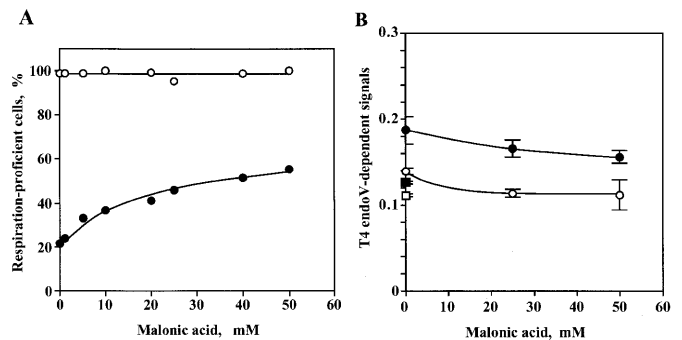 A
Respiration-proficient cells, %
100
80
60
40
20
0
0 10 20 30 40 50 60
Malonic acid, mM
B
T4 endoV-dependent signals
0.3
0.2
0.1
0
0 10 20 30 40 50 60
Malonic acid, mM